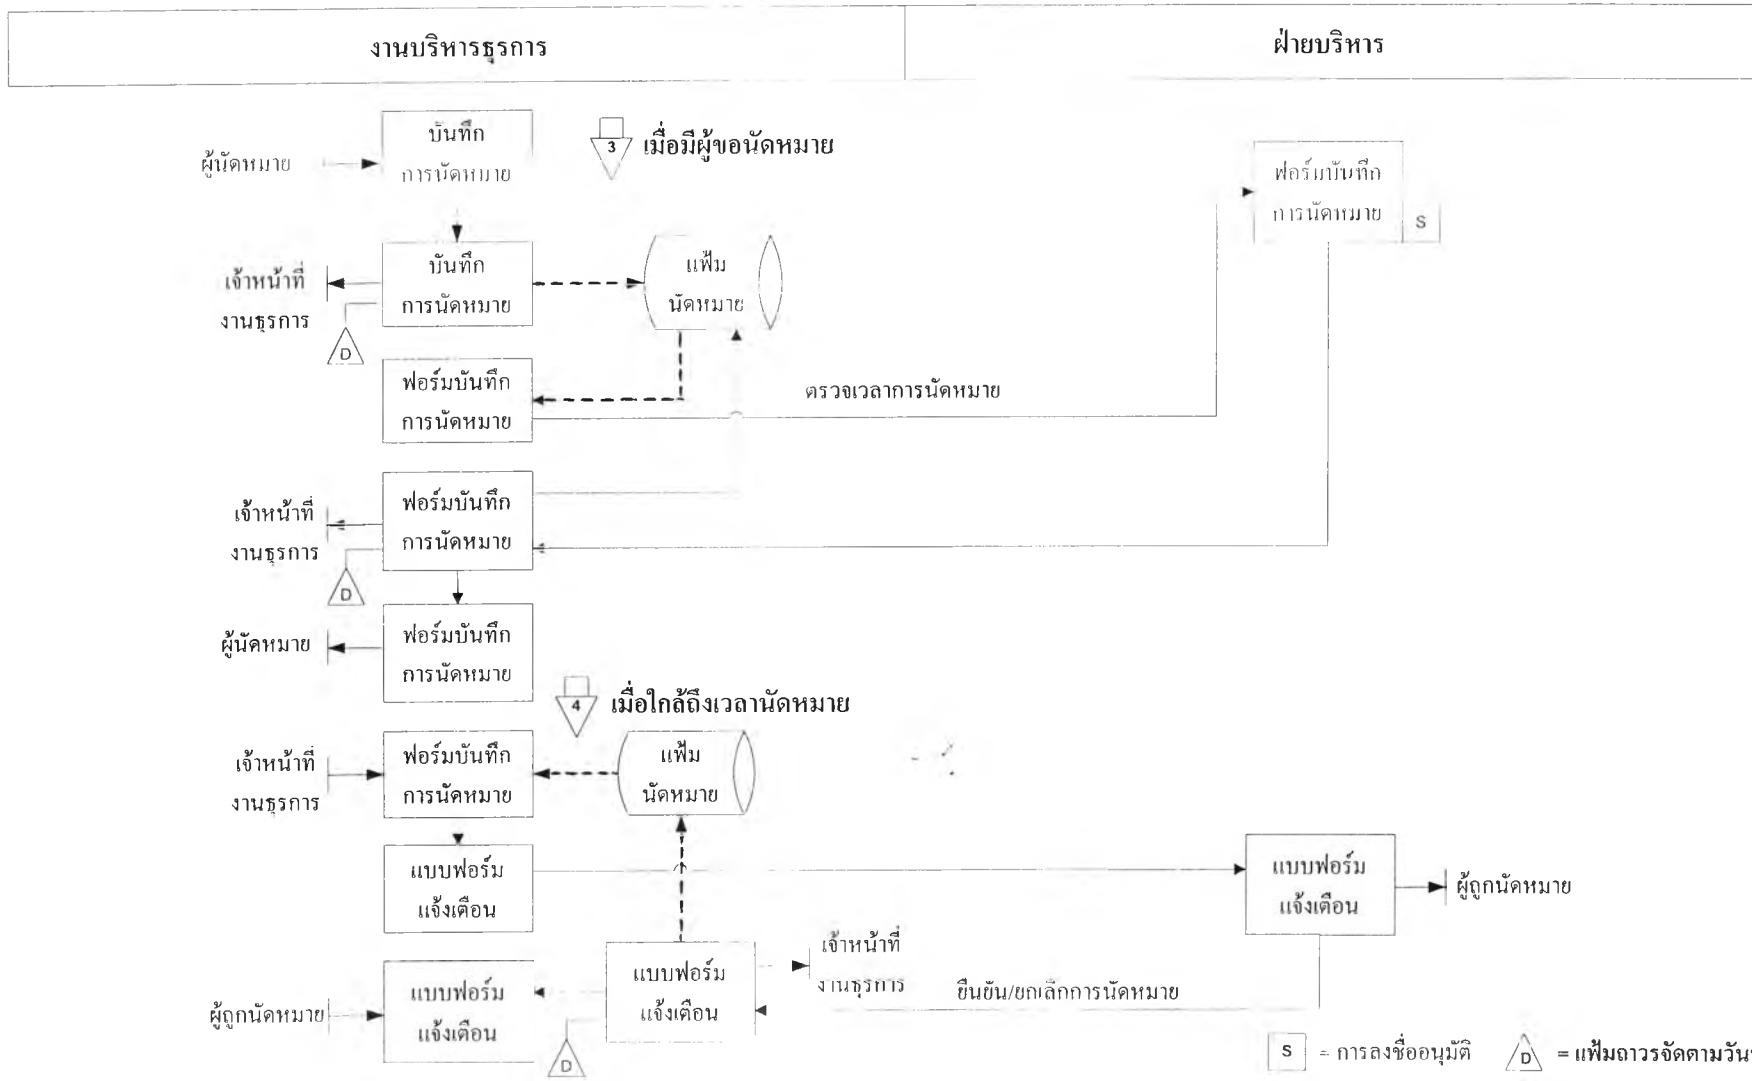 งานบริหารธุรการ
ฝ่ายบริหาร
บันทึก
การนัดหมาย
ผู้นัดหมาย
3
เมื่อมีผู้ขอนัดหมาย
ฟอร์มบันทึก
การนัดหมาย
S
บันทึก
การนัดหมาย
เจ้าหน้าที่
งานธุรการ
D
แฟ้ม
นัดหมาย
ฟอร์มบันทึก
การนัดหมาย
ตรวจเวลาการนัดหมาย
ฟอร์มบันทึก
การนัดหมาย
เจ้าหน้าที่
งานธุรการ
D
ฟอร์มบันทึก
การนัดหมาย
ผู้นัดหมาย
4
เมื่อใกล้ถึงเวลานัดหมาย
เจ้าหน้าที่
งานธุรการ
ฟอร์มบันทึก
การนัดหมาย
แฟ้ม
นัดหมาย
แบบฟอร์ม
แจ้งเตือน
แบบฟอร์ม
แจ้งเตือน
ผู้ถูกนัดหมาย
แบบฟอร์ม
แจ้งเตือน
เจ้าหน้าที่
งานธุรการ
ยืนยัน/ยกเลิกการนัดหมาย
ผู้ถูกนัดหมาย
แบบฟอร์ม
แจ้งเตือน
D
S = การลงชื่ออนุมัติ
D = แฟ้มถาวรจัดตามวัน